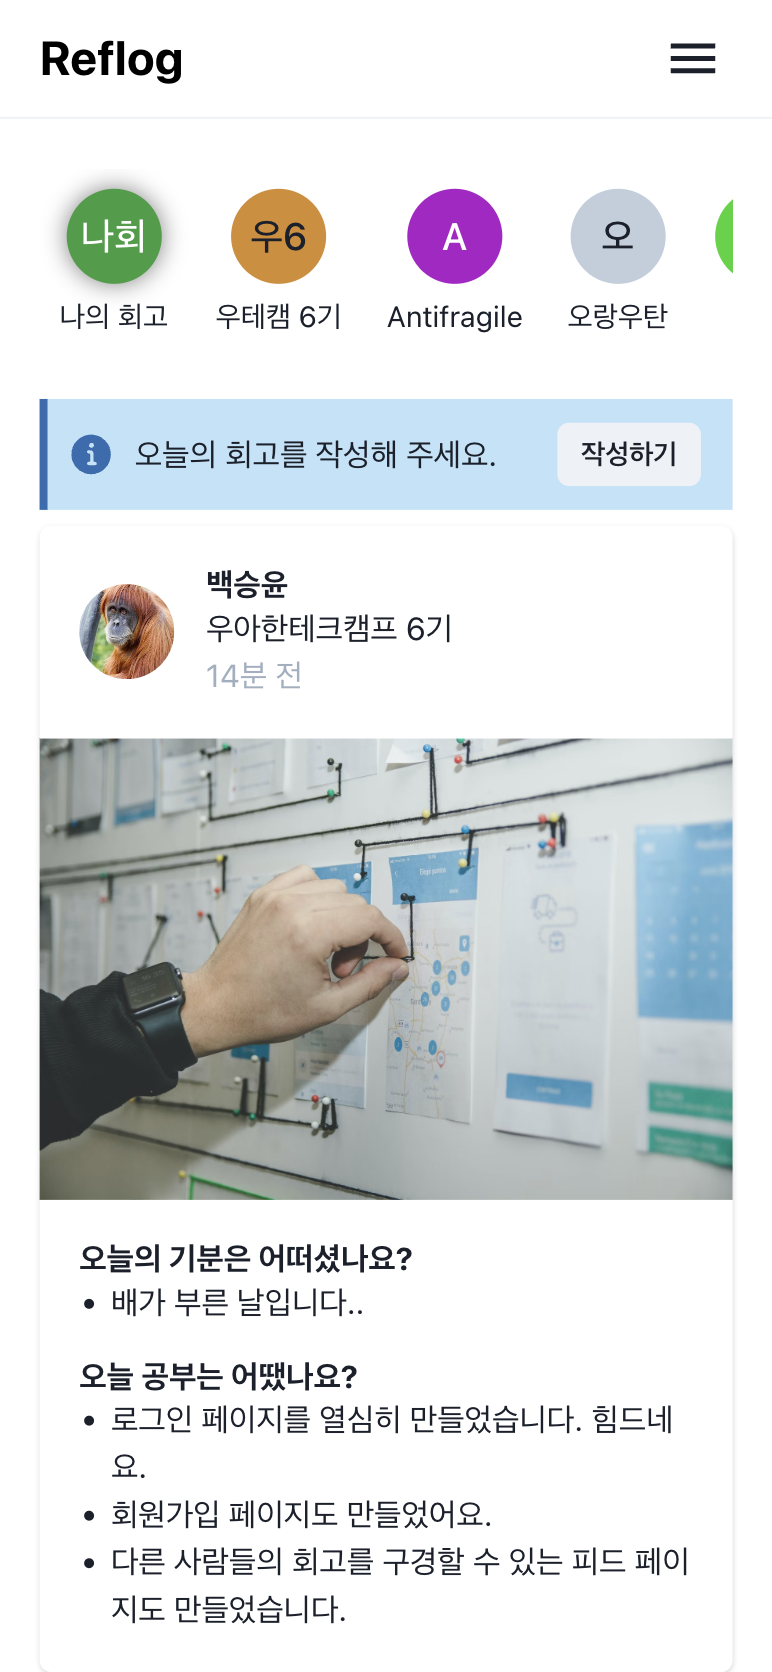 Reflog
나회
우6
A
오
나의 회고
우테캠 6기
Antifragile
오랑우탄
오늘의 회고를 작성해 주세요.
작성하기
백승윤
우아한테크캠프 6기
14분 전
오늘의 기분은 어떠셨나요?
• 배가 부른 날입니다..
오늘 공부는 어땠나요?
• 로그인 페이지를 열심히 만들었습니다. 힘드네
요.
• 회원가입 페이지도 만들었어요.
• 다른 사람들의 회고를 구경할 수 있는 피드 페이
지도 만들었습니다.